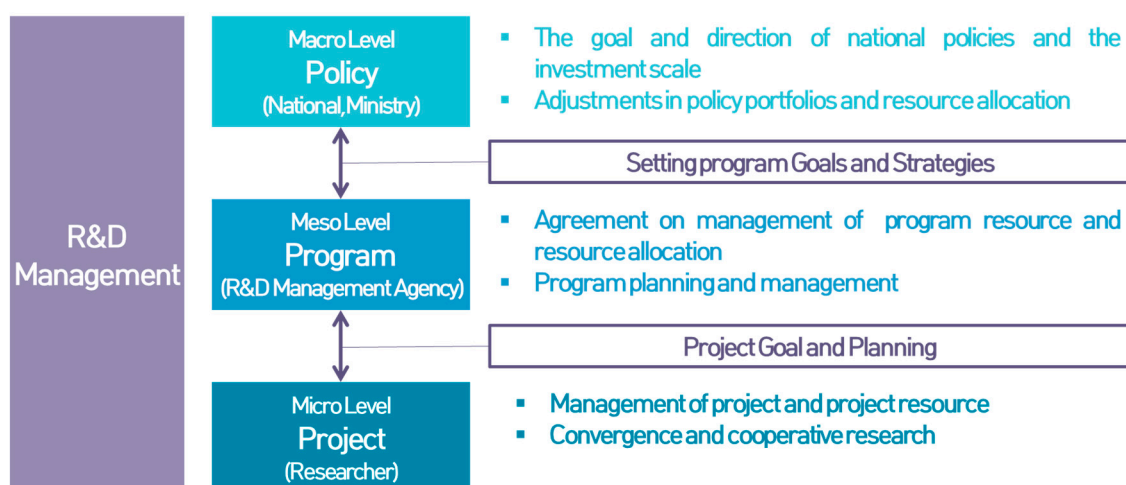 R&D
Management
Macro Level
Policy
(National,Ministry)
▪ The goal and direction of national policies and the
investment scale
▪ Adjustments in policy portfolios and resource allocation
Setting program Goals and Strategies
Meso Level
Program
(R&D Management Agency)
▪ Agreement on management of program resource and
resource allocation
▪ Program planning and management
Project Goal and Planning
Micro Level
Project
(Researcher)
▪ Management of project and project resource
▪ Convergence and cooperative research